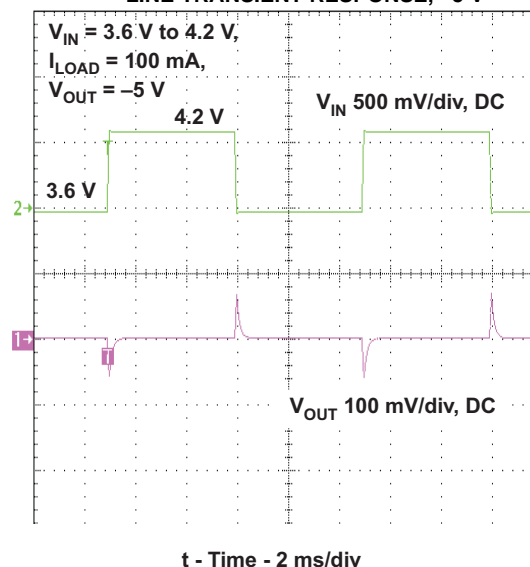 V_IN = 3.6 V to 4.2 V,
I_LOAD = 100 mA,
V_OUT = –5 V
V_IN 500 mV/div, DC
4.2 V
3.6 V
2
1
T
V_OUT 100 mV/div, DC
t - Time - 2 ms/div